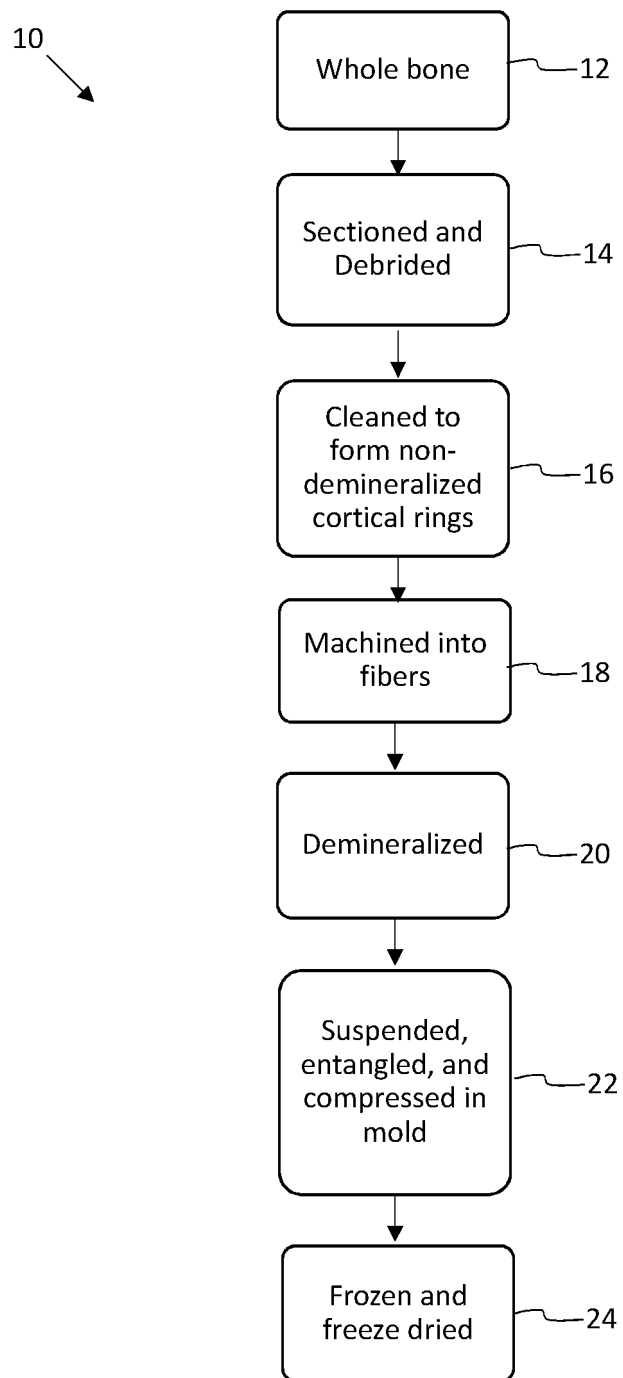 10
Whole bone
12
Sectioned and
Debrided
14
Cleaned to
form non-
demineralized
cortical rings
16
Machined into
fibers
18
Demineralized
20
Suspended,
entangled, and
compressed in
mold
22
Frozen and
freeze dried
24